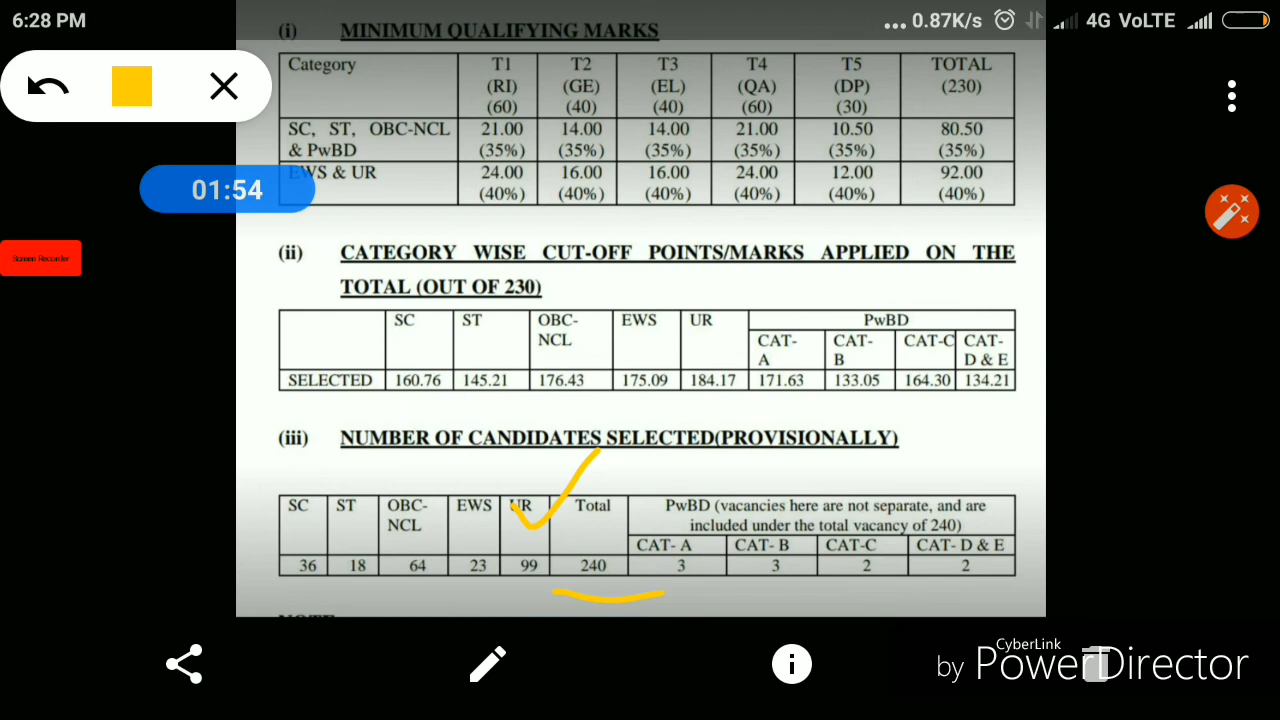 6:28 PM
... 0.87K/s 4G VoLTE
(i) MINIMUM QUALIFYING MARKS
Category T1 (RI) (60) T2 (GE) (40) T3 (EL) (40) T4 (QA) (60) T5 (DP) (30) TOTAL (230)
SC, ST, OBC-NCL & PwBD 21.00 (35%) 14.00 (35%) 14.00 (35%) 21.00 (35%) 10.50 (35%) 80.50 (35%)
EWS & UR 24.00 (40%) 16.00 (40%) 16.00 (40%) 24.00 (40%) 12.00 (40%) 92.00 (40%)
01:54
Screen Recorder
(ii) CATEGORY WISE CUT-OFF POINTS/MARKS APPLIED ON THE
TOTAL (OUT OF 230)
SC ST OBC-NCL EWS UR PwBD
CAT-A CAT-B CAT-C CAT-D & E
SELECTED 160.76 145.21 176.43 175.09 184.17 171.63 133.05 164.30 134.21
(iii) NUMBER OF CANDIDATES SELECTED(PROVISIONALLY)
SC ST OBC-NCL EWS UR Total PwBD (vacancies here are not separate, and are
included under the total vacancy of 240)
CAT- A CAT- B CAT-C CAT- D & E
36 18 64 23 99 240 3 3 2 2
CyberLink
by PowerDirector